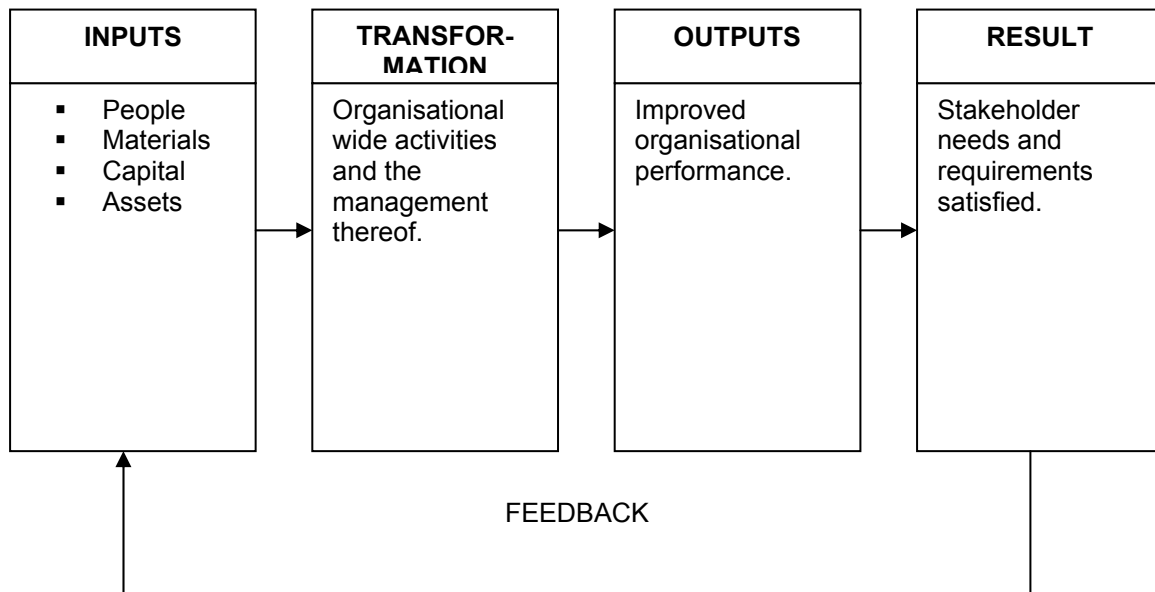 INPUTS
▪ People
▪ Materials
▪ Capital
▪ Assets
TRANSFOR-
MATION
Organisational
wide activities
and the
management
thereof.
OUTPUTS
Improved
organisational
performance.
RESULT
Stakeholder
needs and
requirements
satisfied.
FEEDBACK